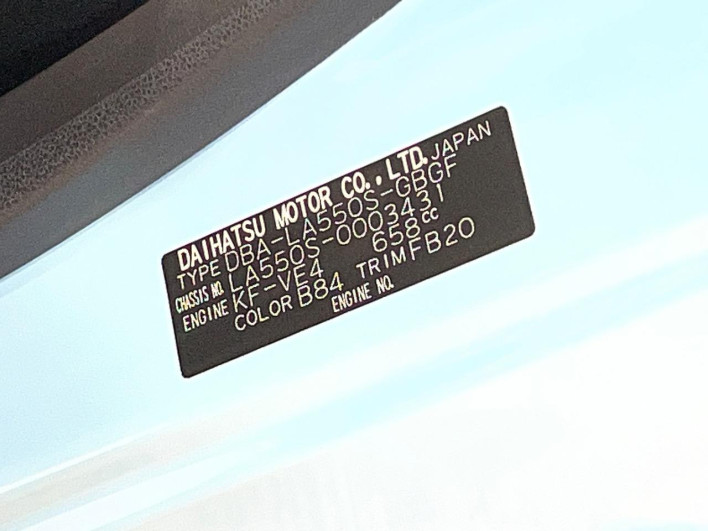 DAIHATSU MOTOR CO., LTD. JAPAN
TYPE DBA-LA550S-GBGF
CHASSIS NO. LA550S-0003431
ENGINE KF-VE4 658cc
COLOR B84 TRIM FB20
ENGINE NO.